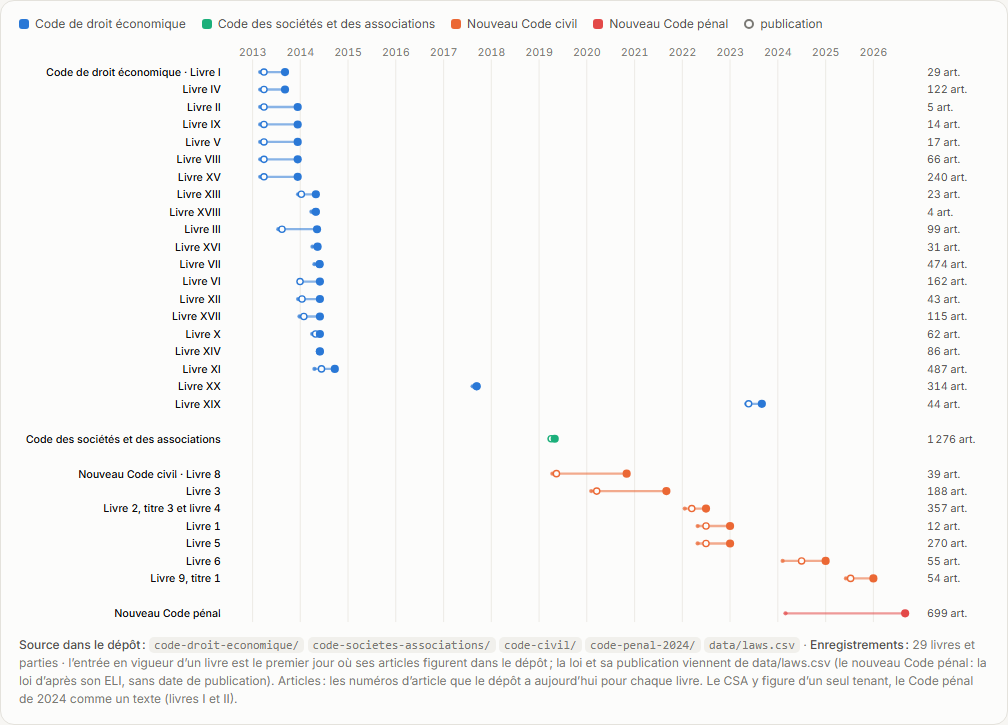 Code de droit économique Code des sociétés et des associations Nouveau Code civil Nouveau Code pénal publication
2013 2014 2015 2016 2017 2018 2019 2020 2021 2022 2023 2024 2025 2026
Code de droit économique · Livre I 29 art.
Livre IV 122 art.
Livre II 5 art.
Livre IX 14 art.
Livre V 17 art.
Livre VIII 66 art.
Livre XV 240 art.
Livre XIII 23 art.
Livre XVIII 4 art.
Livre III 99 art.
Livre XVI 31 art.
Livre VII 474 art.
Livre VI 162 art.
Livre XII 43 art.
Livre XVII 115 art.
Livre X 62 art.
Livre XIV 86 art.
Livre XI 487 art.
Livre XX 314 art.
Livre XIX 44 art.
Code des sociétés et des associations 1 276 art.
Nouveau Code civil · Livre 8 39 art.
Livre 3 188 art.
Livre 2, titre 3 et livre 4 357 art.
Livre 1 12 art.
Livre 5 270 art.
Livre 6 55 art.
Livre 9, titre 1 54 art.
Nouveau Code pénal 699 art.
Source dans le dépôt : code-droit-economique/ code-societes-associations/ code-civil/ code-penal-2024/ data/laws.csv · Enregistrements : 29 livres et
parties · l’entrée en vigueur d’un livre est le premier jour où ses articles figurent dans le dépôt ; la loi et sa publication viennent de data/laws.csv (le nouveau Code pénal : la
loi d’après son ELI, sans date de publication). Articles : les numéros d’article que le dépôt a aujourd’hui pour chaque livre. Le CSA y figure d’un seul tenant, le Code pénal
de 2024 comme un texte (livres I et II).